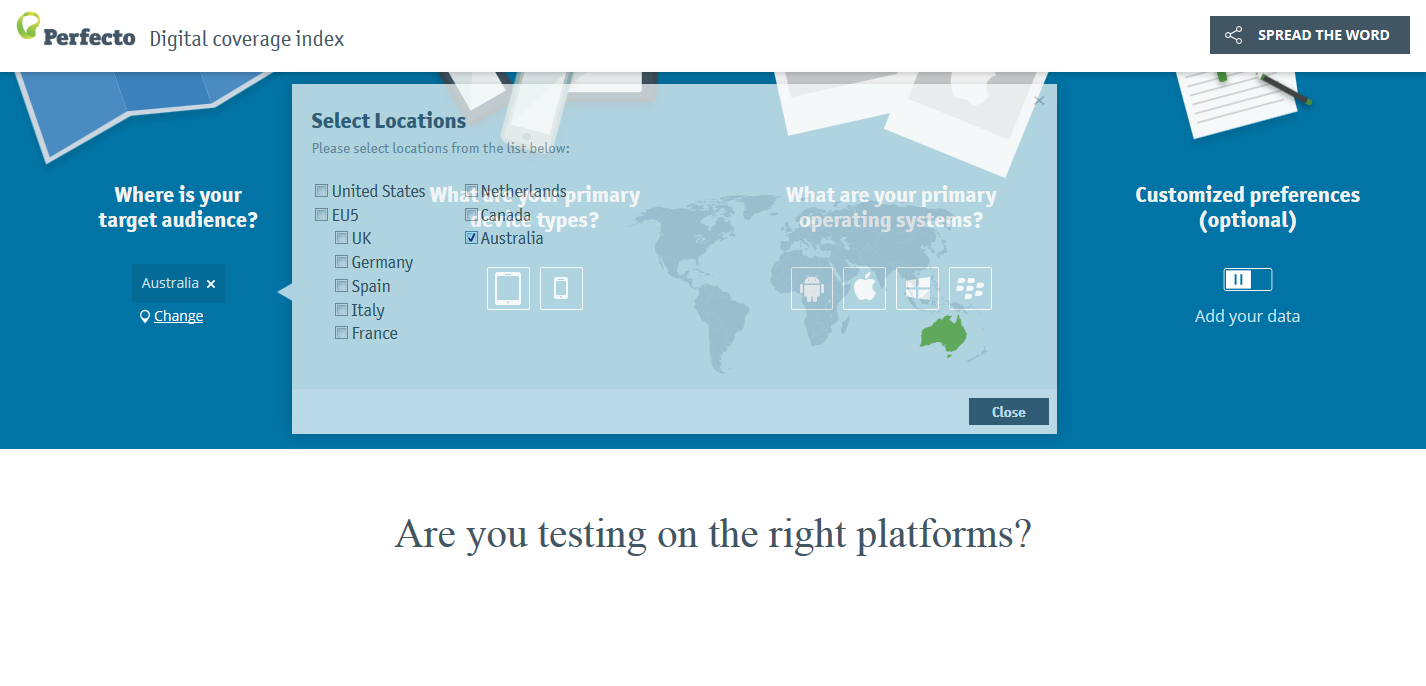 Perfecto Digital coverage index
SPREAD THE WORD
Where is your
target audience?
Australia ×
Change
Select Locations
×
Please select locations from the list below:
United States
EU5
UK
Germany
Spain
Italy
France
Netherlands
Canada
Australia
Close
What are your primary
device types?
What are your primary
operating systems?
Customized preferences
(optional)
Add your data
Are you testing on the right platforms?